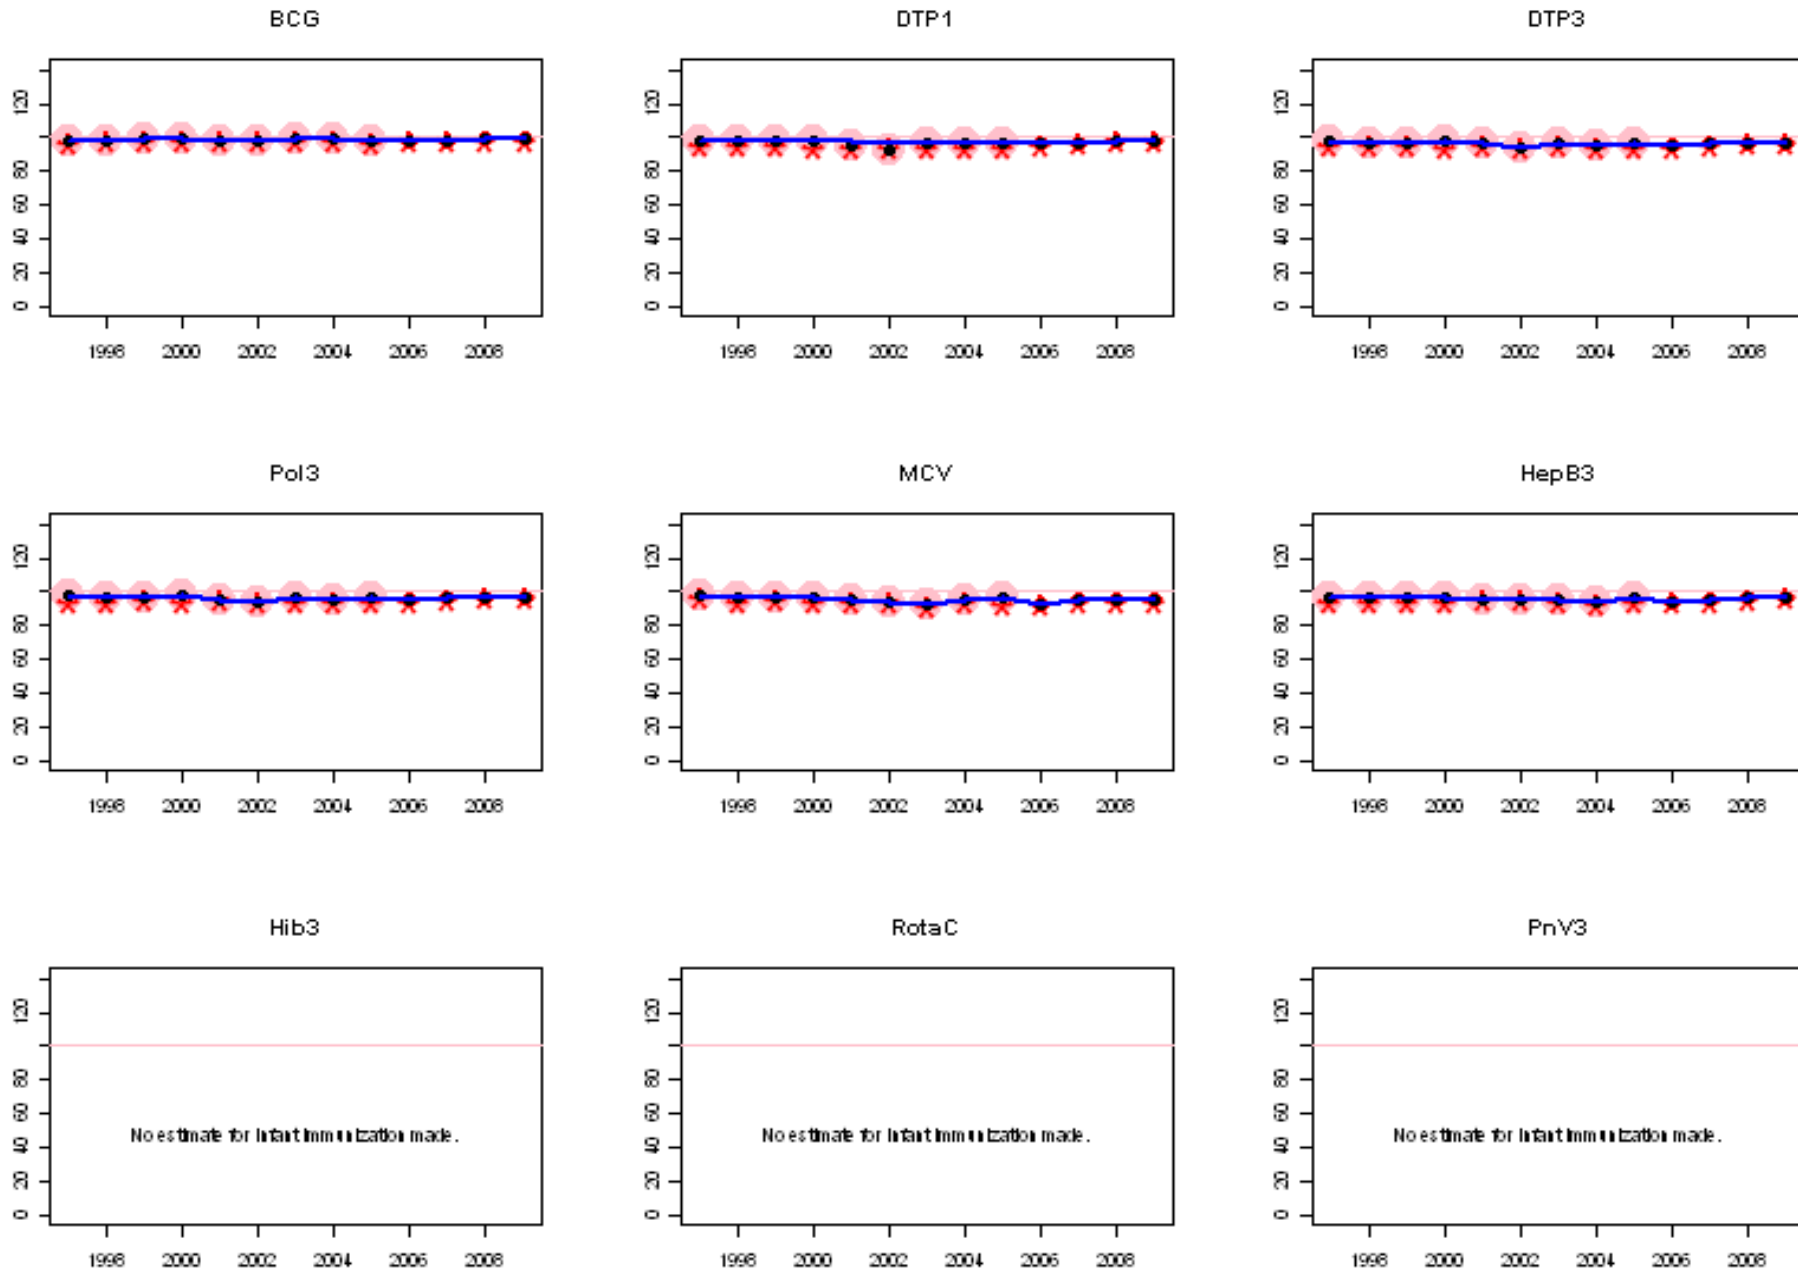 BCG DTP1 DTP3
120 120 120
80 80 80
60 60 60
40 40 40
20 20 20
0 0 0
1998 2000 2002 2004 2006 2008 1998 2000 2002 2004 2006 2008 1998 2000 2002 2004 2006 2008
Pol3 MCV HepB3
120 120 120
80 80 80
60 60 60
40 40 40
20 20 20
0 0 0
1998 2000 2002 2004 2006 2008 1998 2000 2002 2004 2006 2008 1998 2000 2002 2004 2006 2008
Hib3 RotaC PnV3
120 120 120
80 80 80
60 60 60
No estimate for infant immunization made. No estimate for infant immunization made. No estimate for infant immunization made.
40 40 40
20 20 20
0 0 0
1998 2000 2002 2004 2006 2008 1998 2000 2002 2004 2006 2008 1998 2000 2002 2004 2006 2008